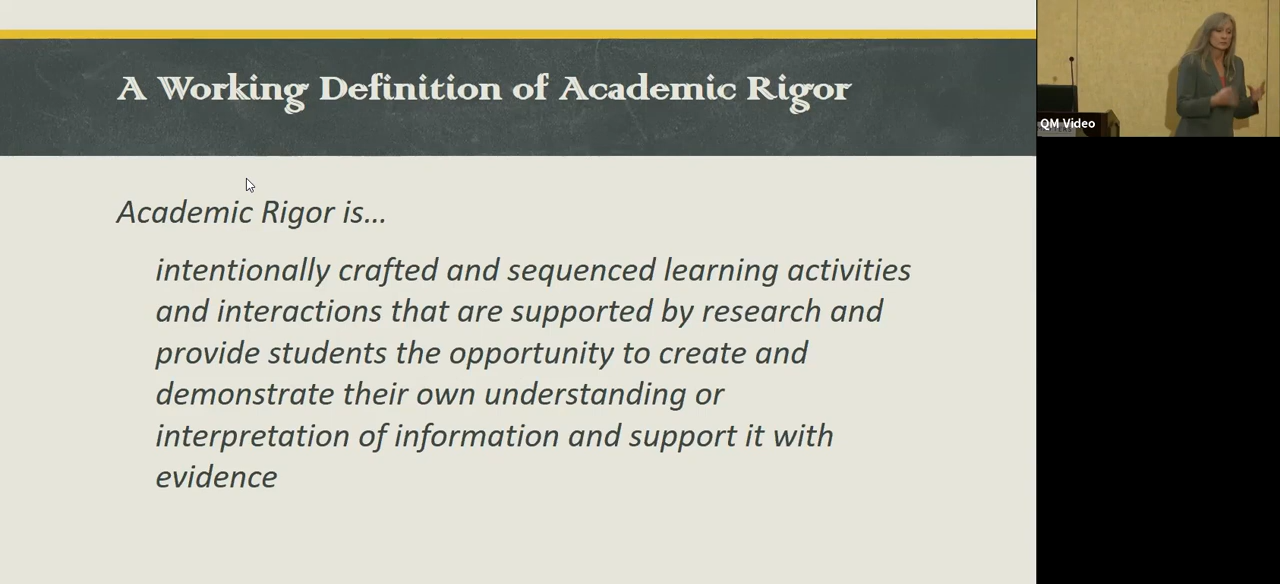 A Working Definition of Academic Rigor
QM Video
Academic Rigor is…
intentionally crafted and sequenced learning activities
and interactions that are supported by research and
provide students the opportunity to create and
demonstrate their own understanding or
interpretation of information and support it with
evidence